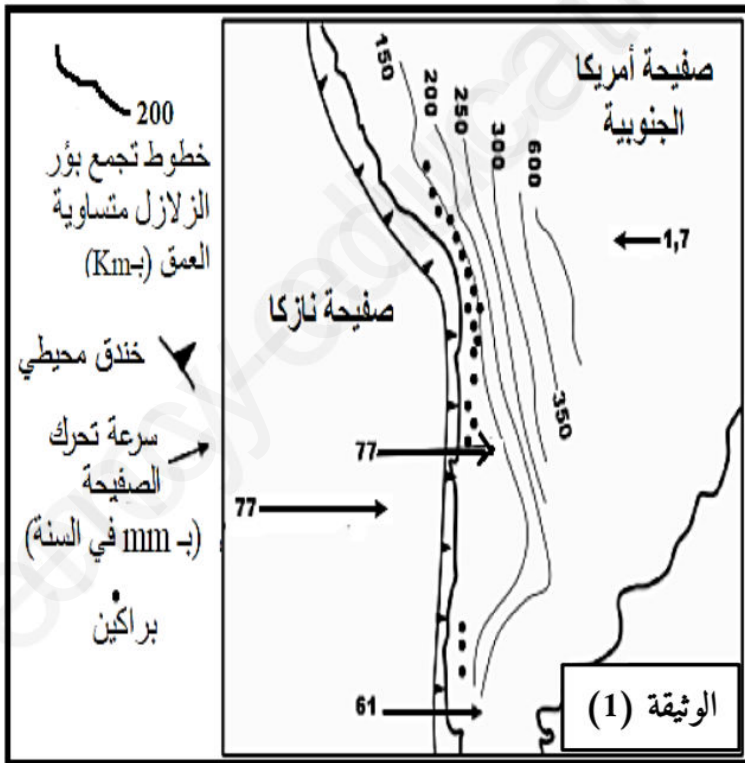 200
خطوط تجمع بؤر
الزلازل متساوية
العمق (بـ Km)
خندق محيطي
سرعة تحرك
الصفيحة
(بـ mm في السنة)
براكين
صفيحة أمريكا
الجنوبية
150
200
250
300
600
1,7
صفيحة نازكا
350
77
77
61
الوثيقة (1)